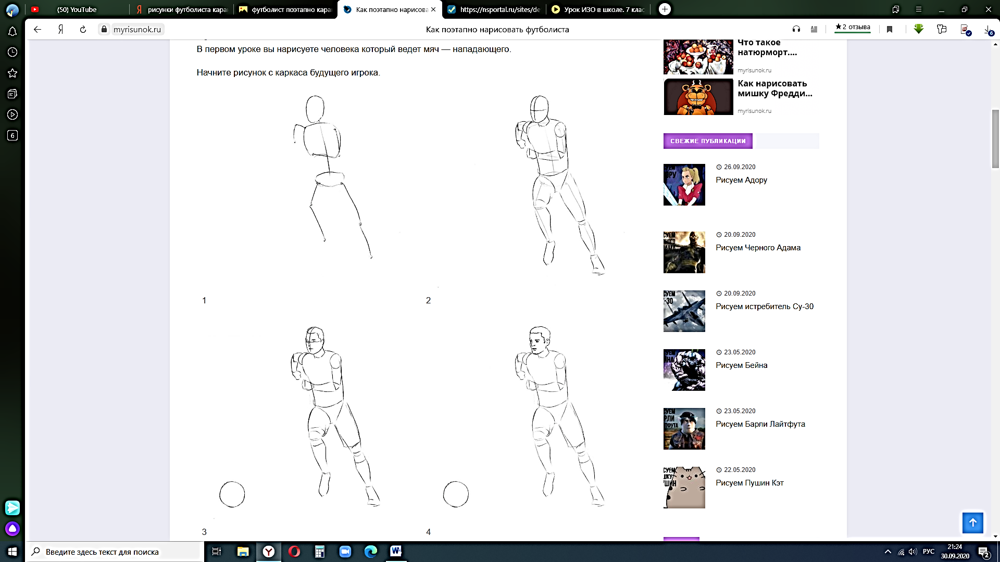 (50) YouTube
рисунки футболиста кара
футболист поэтапно кара
Как поэтапно нарисова
https://nsportal.ru/sites/de
Урок ИЗО в школе. 7 клас
myrisunok.ru
Как поэтапно нарисовать футболиста
★2 отзыва
6
6
В первом уроке вы нарисуете человека который ведет мяч — нападающего.
Начните рисунок с каркаса будущего игрока.
1
2
3
4
Что такое
натюрморт....
myrisunok.ru
Как нарисовать
мишку Фредди...
myrisunok.ru
СВЕЖИЕ ПУБЛИКАЦИИ
26.09.2020
Рисуем Адору
20.09.2020
Рисуем Черного Адама
20.09.2020
Рисуем истребитель Су-30
23.05.2020
Рисуем Бейна
23.05.2020
Рисуем Барли Лайтфута
22.05.2020
Рисуем Пушин Кэт
Введите здесь текст для поиска
РУС
21:24
30.09.2020
2